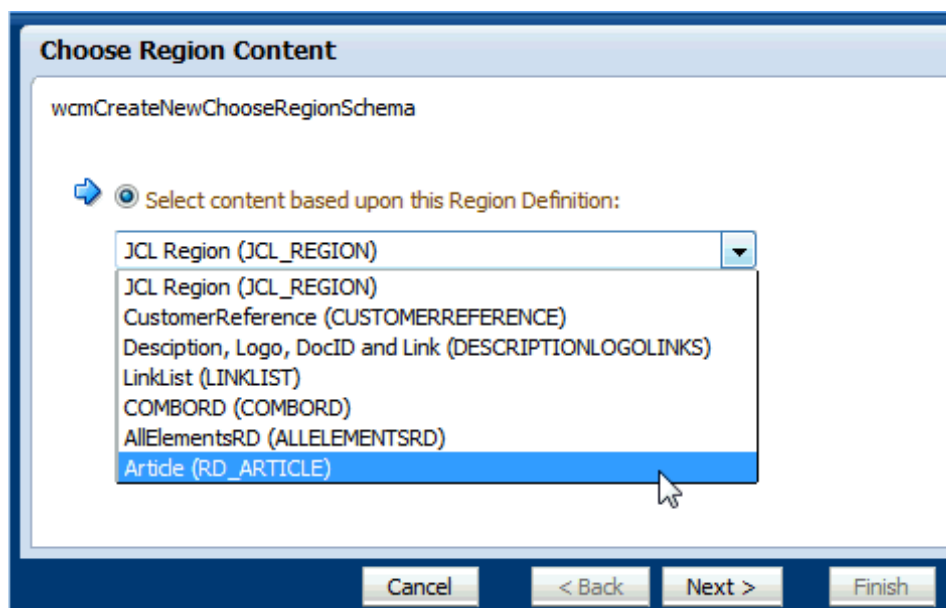 Choose Region Content
wcmCreateNewChooseRegionSchema
Select content based upon this Region Definition:
JCL Region (JCL_REGION)
JCL Region (JCL_REGION)
CustomerReference (CUSTOMERREFERENCE)
Desciption, Logo, DocID and Link (DESCRIPTIONLOGOLINKS)
LinkList (LINKLIST)
COMBORD (COMBORD)
AllElementsRD (ALLELEMENTSRD)
Article (RD_ARTICLE)
Cancel < Back Next > Finish